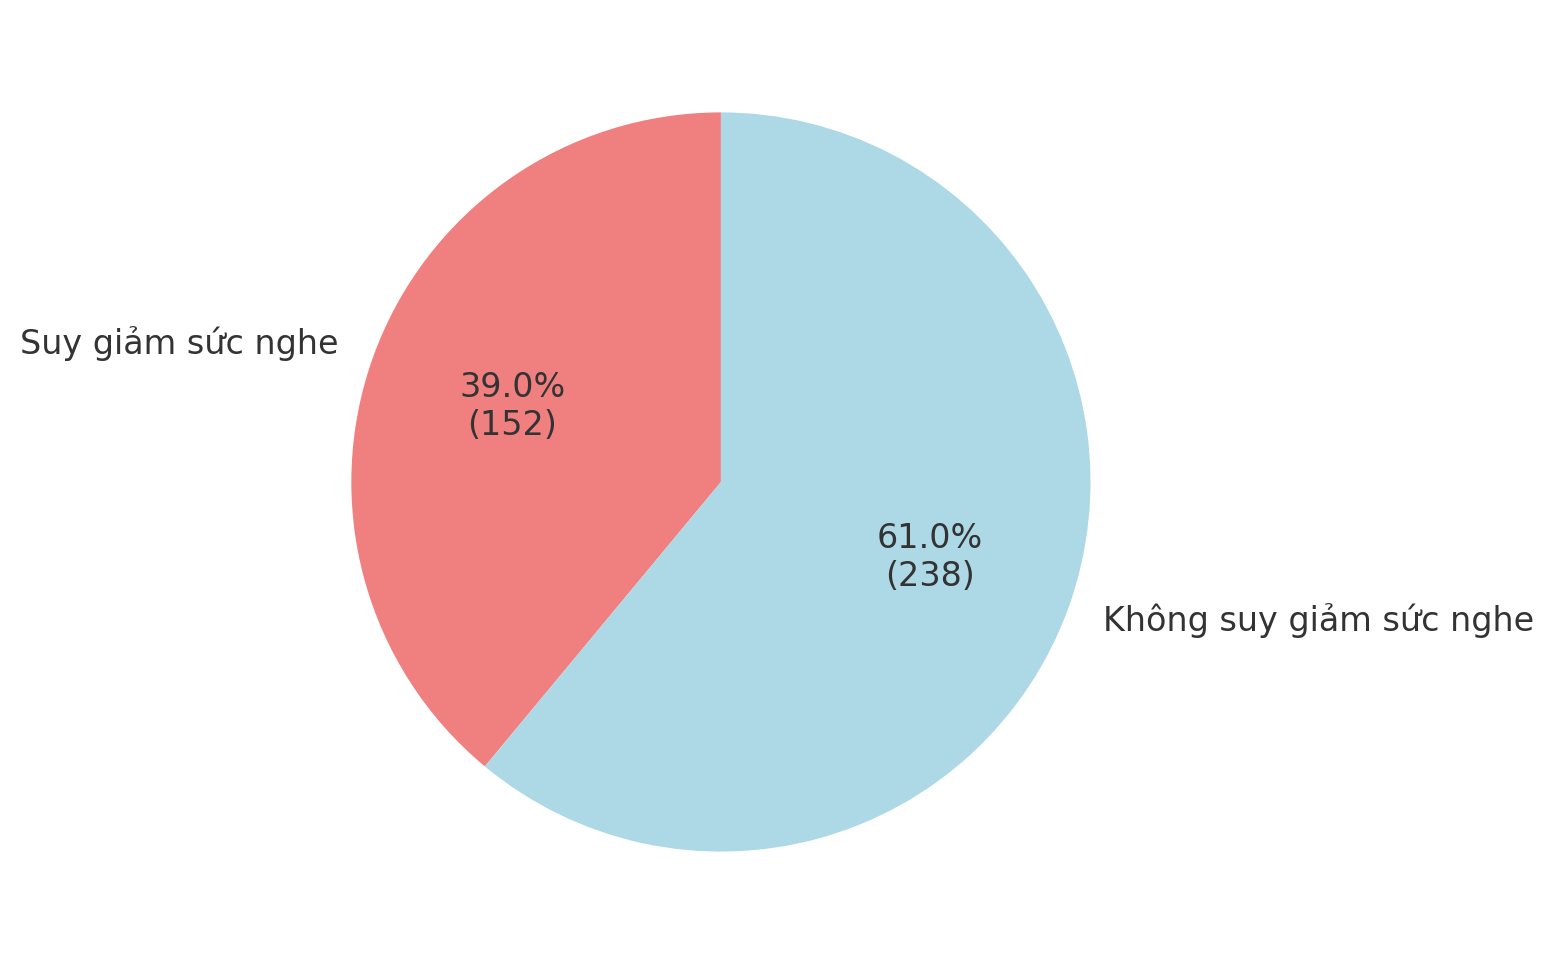 Suy giảm sức nghe
39.0%
(152)
61.0%
(238)
Không suy giảm sức nghe